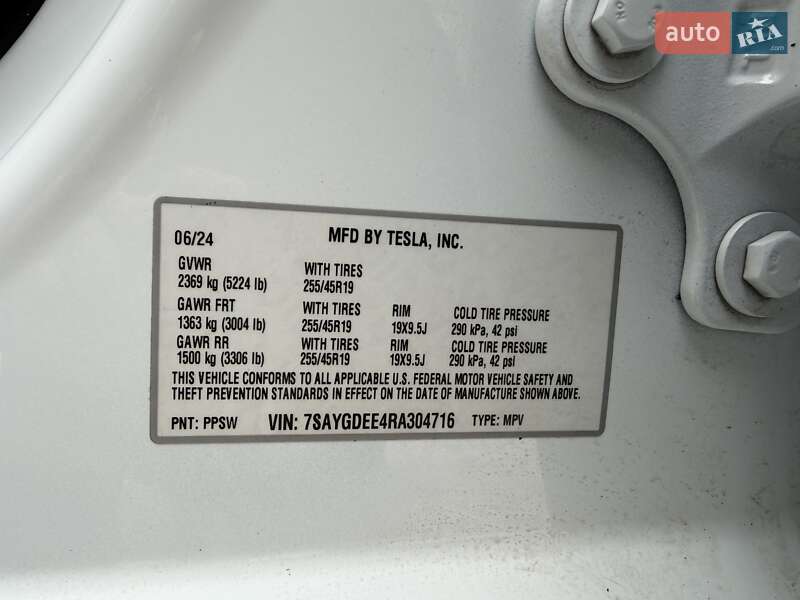 auto RIA.com
06/24 MFD BY TESLA, INC.
GVWR WITH TIRES
2369 kg (5224 lb) 255/45R19
GAWR FRT WITH TIRES RIM COLD TIRE PRESSURE
1363 kg (3004 lb) 255/45R19 19X9.5J 290 kPa, 42 psi
GAWR RR WITH TIRES RIM COLD TIRE PRESSURE
1500 kg (3306 lb) 255/45R19 19X9.5J 290 kPa, 42 psi
THIS VEHICLE CONFORMS TO ALL APPLICABLE U.S. FEDERAL MOTOR VEHICLE SAFETY AND
THEFT PREVENTION STANDARDS IN EFFECT ON THE DATE OF MANUFACTURE SHOWN ABOVE.
PNT: PPSW VIN: 7SAYGDEE4RA304716 TYPE: MPV